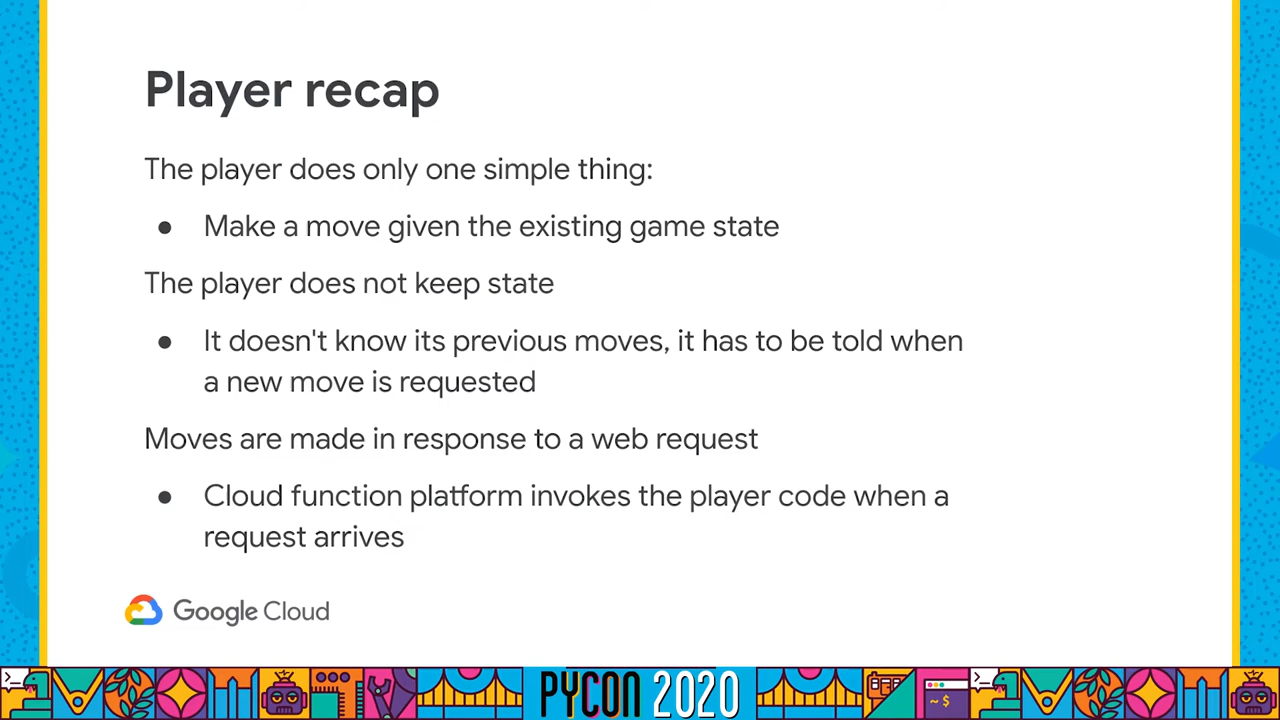 Player recap
The player does only one simple thing:
● Make a move given the existing game state
The player does not keep state
● It doesn't know its previous moves, it has to be told when
a new move is requested
Moves are made in response to a web request
● Cloud function platform invokes the player code when a
request arrives
Google Cloud
PYCON 2020
~$